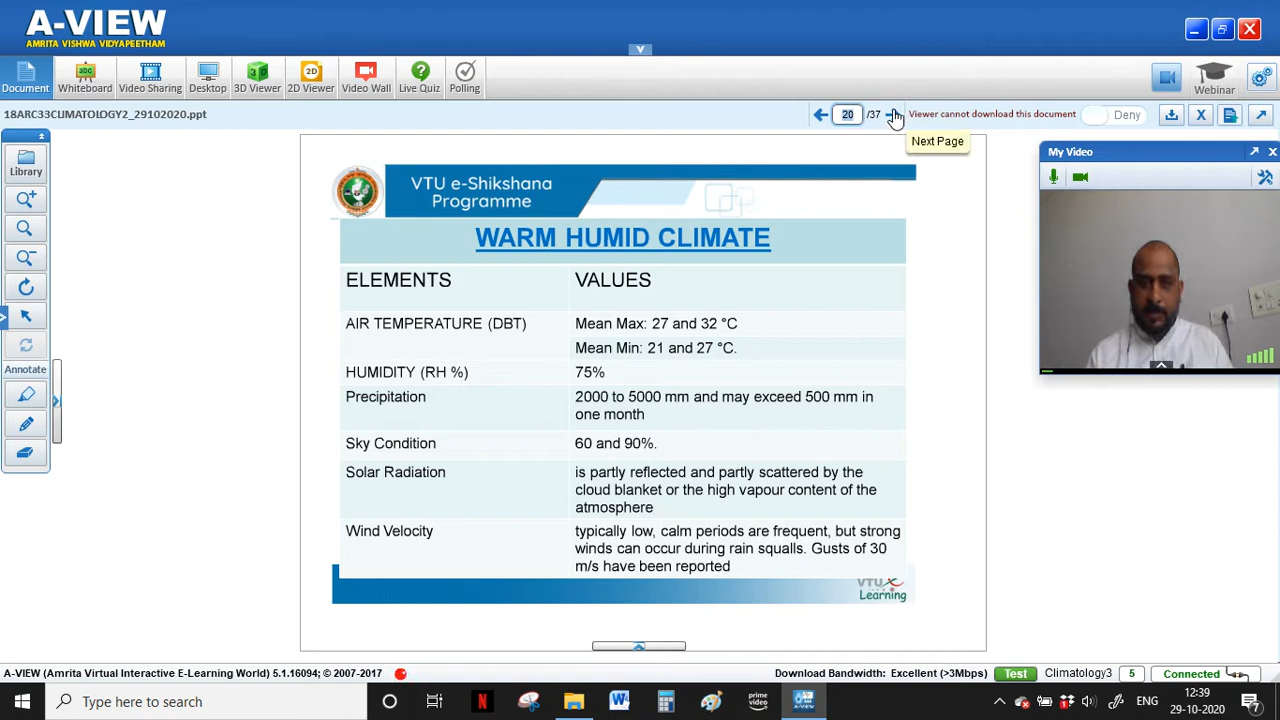 A-VIEW
AMRITA VISHWA VIDYAPEETHAM
Document
Whiteboard
Video Sharing
Desktop
3D Viewer
2D Viewer
Video Wall
Live Quiz
Polling
Webinar
18ARC33CLIMATOLOGY2_29102020.ppt
20 /37
Viewer cannot download this document
Deny
Next Page
Library
Annotate
My Video
VTU e-Shikshana
Programme
WARM HUMID CLIMATE
ELEMENTS VALUES
AIR TEMPERATURE (DBT) Mean Max: 27 and 32 °C
Mean Min: 21 and 27 °C.
HUMIDITY (RH %) 75%
Precipitation 2000 to 5000 mm and may exceed 500 mm in
one month
Sky Condition 60 and 90%.
Solar Radiation is partly reflected and partly scattered by the
cloud blanket or the high vapour content of the
atmosphere
Wind Velocity typically low, calm periods are frequent, but strong
winds can occur during rain squalls. Gusts of 30
m/s have been reported
VTU e
Learning
A-VIEW (Amrita Virtual Interactive E-Learning World) 5.1.16094; © 2007-2017
Download Bandwidth: Excellent (>3Mbps) Test Climatology3 5 Connected
Type here to search
prime
video
ENG
12:39
29-10-2020
7